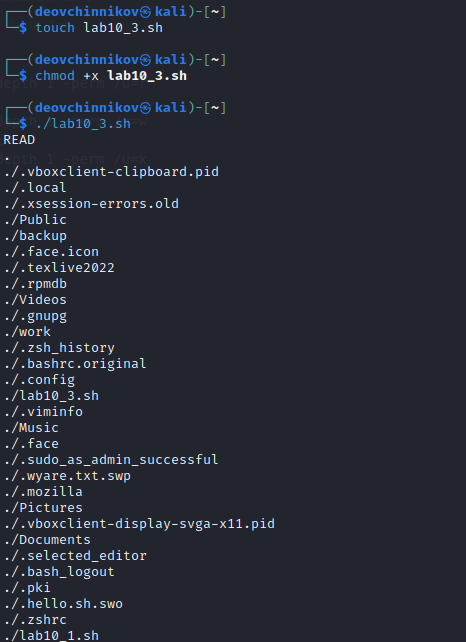 ┌──(deovchinnikov㉿kali)-[~]
└─$ touch lab10_3.sh
┌──(deovchinnikov㉿kali)-[~]
└─$ chmod +x lab10_3.sh
┌──(deovchinnikov㉿kali)-[~]
└─$ ./lab10_3.sh
READ
.
./.vboxclient-clipboard.pid
./.local
./.xsession-errors.old
./Public
./backup
./.face.icon
./.texlive2022
./.rpmdb
./Videos
./.gnupg
./work
./.zsh_history
./.bashrc.original
./.config
./lab10_3.sh
./.viminfo
./Music
./.face
./.sudo_as_admin_successful
./.wyare.txt.swp
./.mozilla
./Pictures
./.vboxclient-display-svga-x11.pid
./Documents
./.selected_editor
./.bash_logout
./.pki
./.hello.sh.swo
./.zshrc
./lab10_1.sh